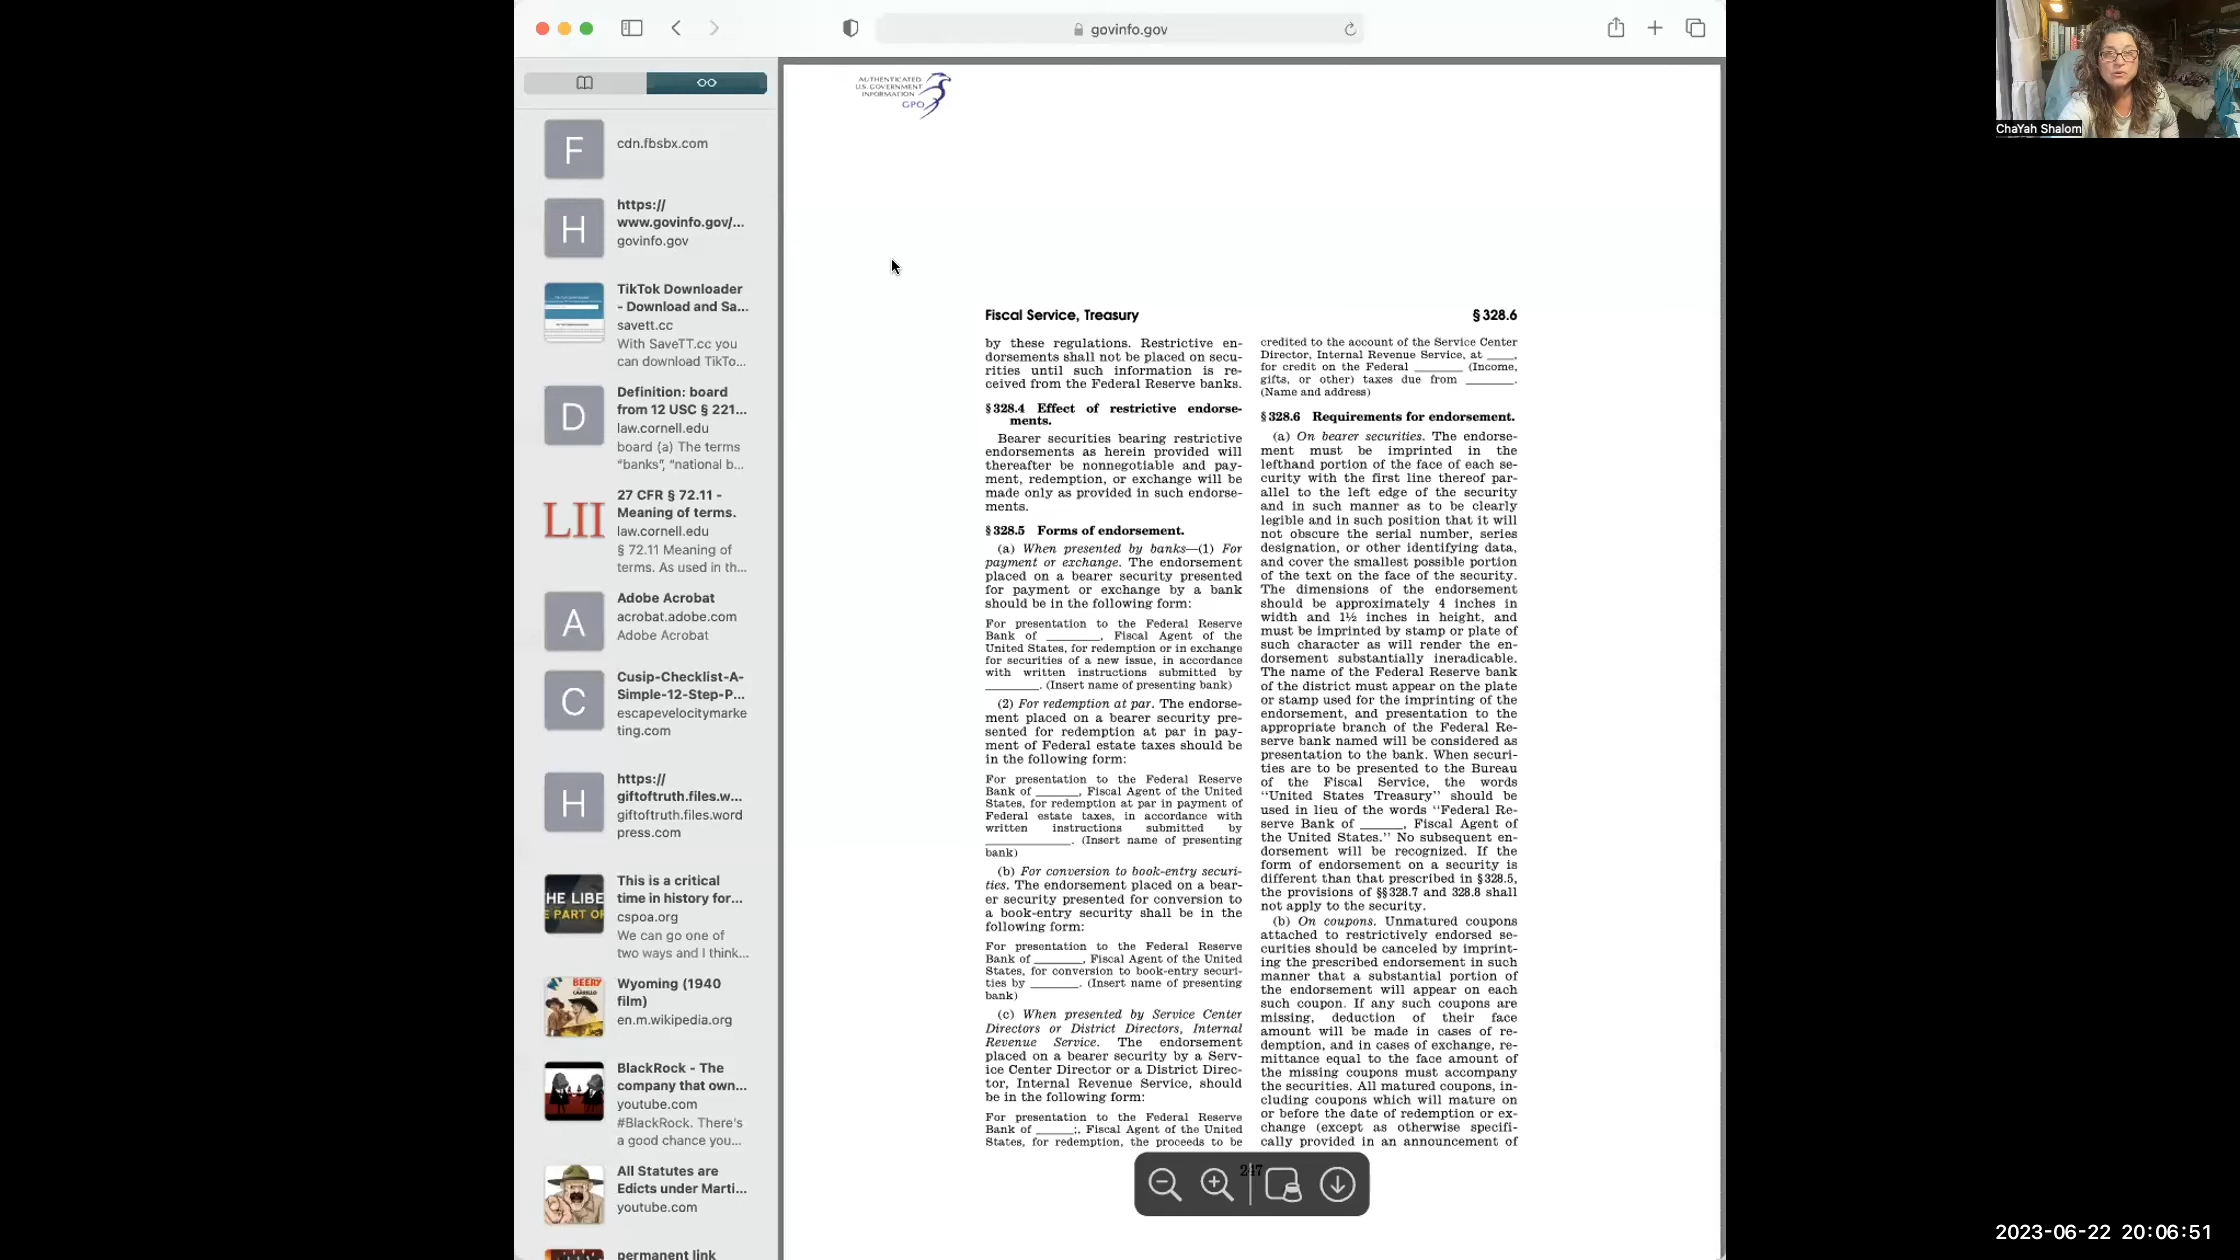 govinfo.gov
AUTHENTICATED
U.S. GOVERNMENT
INFORMATION
GPO
ChaYah Shalom
F
cdn.fbsbx.com
H
https://
www.govinfo.gov/...
govinfo.gov
TikTok Downloader
- Download and Sa...
savett.cc
With SaveTT.cc you
can download TikTo...
D
Definition: board
from 12 USC § 221...
law.cornell.edu
board (a) The terms
“banks”, “national b...
LII
27 CFR § 72.11 -
Meaning of terms.
law.cornell.edu
§ 72.11 Meaning of
terms. As used in th...
A
Adobe Acrobat
acrobat.adobe.com
Adobe Acrobat
C
Cusip-Checklist-A-
Simple-12-Step-P...
escapevelocitymarke
ting.com
H
https://
giftoftruth.files.w...
giftoftruth.files.word
press.com
HE LIBE
E PART OF
This is a critical
time in history for...
cspoa.org
We can go one of
two ways and I think...
BEERY
Wyoming (1940
film)
en.m.wikipedia.org
BlackRock - The
company that own...
youtube.com
#BlackRock. There's
a good chance you...
All Statutes are
Edicts under Marti...
youtube.com
permanent link
Fiscal Service, Treasury
§ 328.6
by these regulations. Restrictive en-
dorsements shall not be placed on secu-
rities until such information is re-
ceived from the Federal Reserve banks.
§ 328.4 Effect of restrictive endorse-
ments.
Bearer securities bearing restrictive
endorsements as herein provided will
thereafter be nonnegotiable and pay-
ment, redemption, or exchange will be
made only as provided in such endorse-
ments.
§ 328.5 Forms of endorsement.
(a) When presented by banks—(1) For
payment or exchange. The endorsement
placed on a bearer security presented
for payment or exchange by a bank
should be in the following form:
For presentation to the Federal Reserve
Bank of ________, Fiscal Agent of the
United States, for redemption or in exchange
for securities of a new issue, in accordance
with written instructions submitted by
________. (Insert name of presenting bank)
(2) For redemption at par. The endorse-
ment placed on a bearer security pre-
sented for redemption at par in pay-
ment of Federal estate taxes should be
in the following form:
For presentation to the Federal Reserve
Bank of ______, Fiscal Agent of the United
States, for redemption at par in payment of
Federal estate taxes, in accordance with
written instructions submitted by
____________. (Insert name of presenting
bank)
(b) For conversion to book-entry securi-
ties. The endorsement placed on a bear-
er security presented for conversion to
a book-entry security shall be in the
following form:
For presentation to the Federal Reserve
Bank of _______, Fiscal Agent of the United
States, for conversion to book-entry securi-
ties by _______. (Insert name of presenting
bank)
(c) When presented by Service Center
Directors or District Directors, Internal
Revenue Service. The endorsement
placed on a bearer security by a Serv-
ice Center Director or a District Direc-
tor, Internal Revenue Service, should
be in the following form:
For presentation to the Federal Reserve
Bank of ______;, Fiscal Agent of the United
States, for redemption, the proceeds to be
credited to the account of the Service Center
Director, Internal Revenue Service, at ____,
for credit on the Federal _______ (Income,
gifts, or other) taxes due from _______.
(Name and address)
§ 328.6 Requirements for endorsement.
(a) On bearer securities. The endorse-
ment must be imprinted in the
lefthand portion of the face of each se-
curity with the first line thereof par-
allel to the left edge of the security
and in such manner as to be clearly
legible and in such position that it will
not obscure the serial number, series
designation, or other identifying data,
and cover the smallest possible portion
of the text on the face of the security.
The dimensions of the endorsement
should be approximately 4 inches in
width and 1½ inches in height, and
must be imprinted by stamp or plate of
such character as will render the en-
dorsement substantially ineradicable.
The name of the Federal Reserve bank
of the district must appear on the plate
or stamp used for the imprinting of the
endorsement, and presentation to the
appropriate branch of the Federal Re-
serve bank named will be considered as
presentation to the bank. When securi-
ties are to be presented to the Bureau
of the Fiscal Service, the words
‘‘United States Treasury’’ should be
used in lieu of the words ‘‘Federal Re-
serve Bank of ______, Fiscal Agent of
the United States.’’ No subsequent en-
dorsement will be recognized. If the
form of endorsement on a security is
different than that prescribed in § 328.5,
the provisions of §§ 328.7 and 328.8 shall
not apply to the security.
(b) On coupons. Unmatured coupons
attached to restrictively endorsed se-
curities should be canceled by imprint-
ing the prescribed endorsement in such
manner that a substantial portion of
the endorsement will appear on each
such coupon. If any such coupons are
missing, deduction of their face
amount will be made in cases of re-
demption, and in cases of exchange, re-
mittance equal to the face amount of
the missing coupons must accompany
the securities. All matured coupons, in-
cluding coupons which will mature on
or before the date of redemption or ex-
change (except as otherwise specifi-
cally provided in an announcement of
2023-06-22 20:06:51